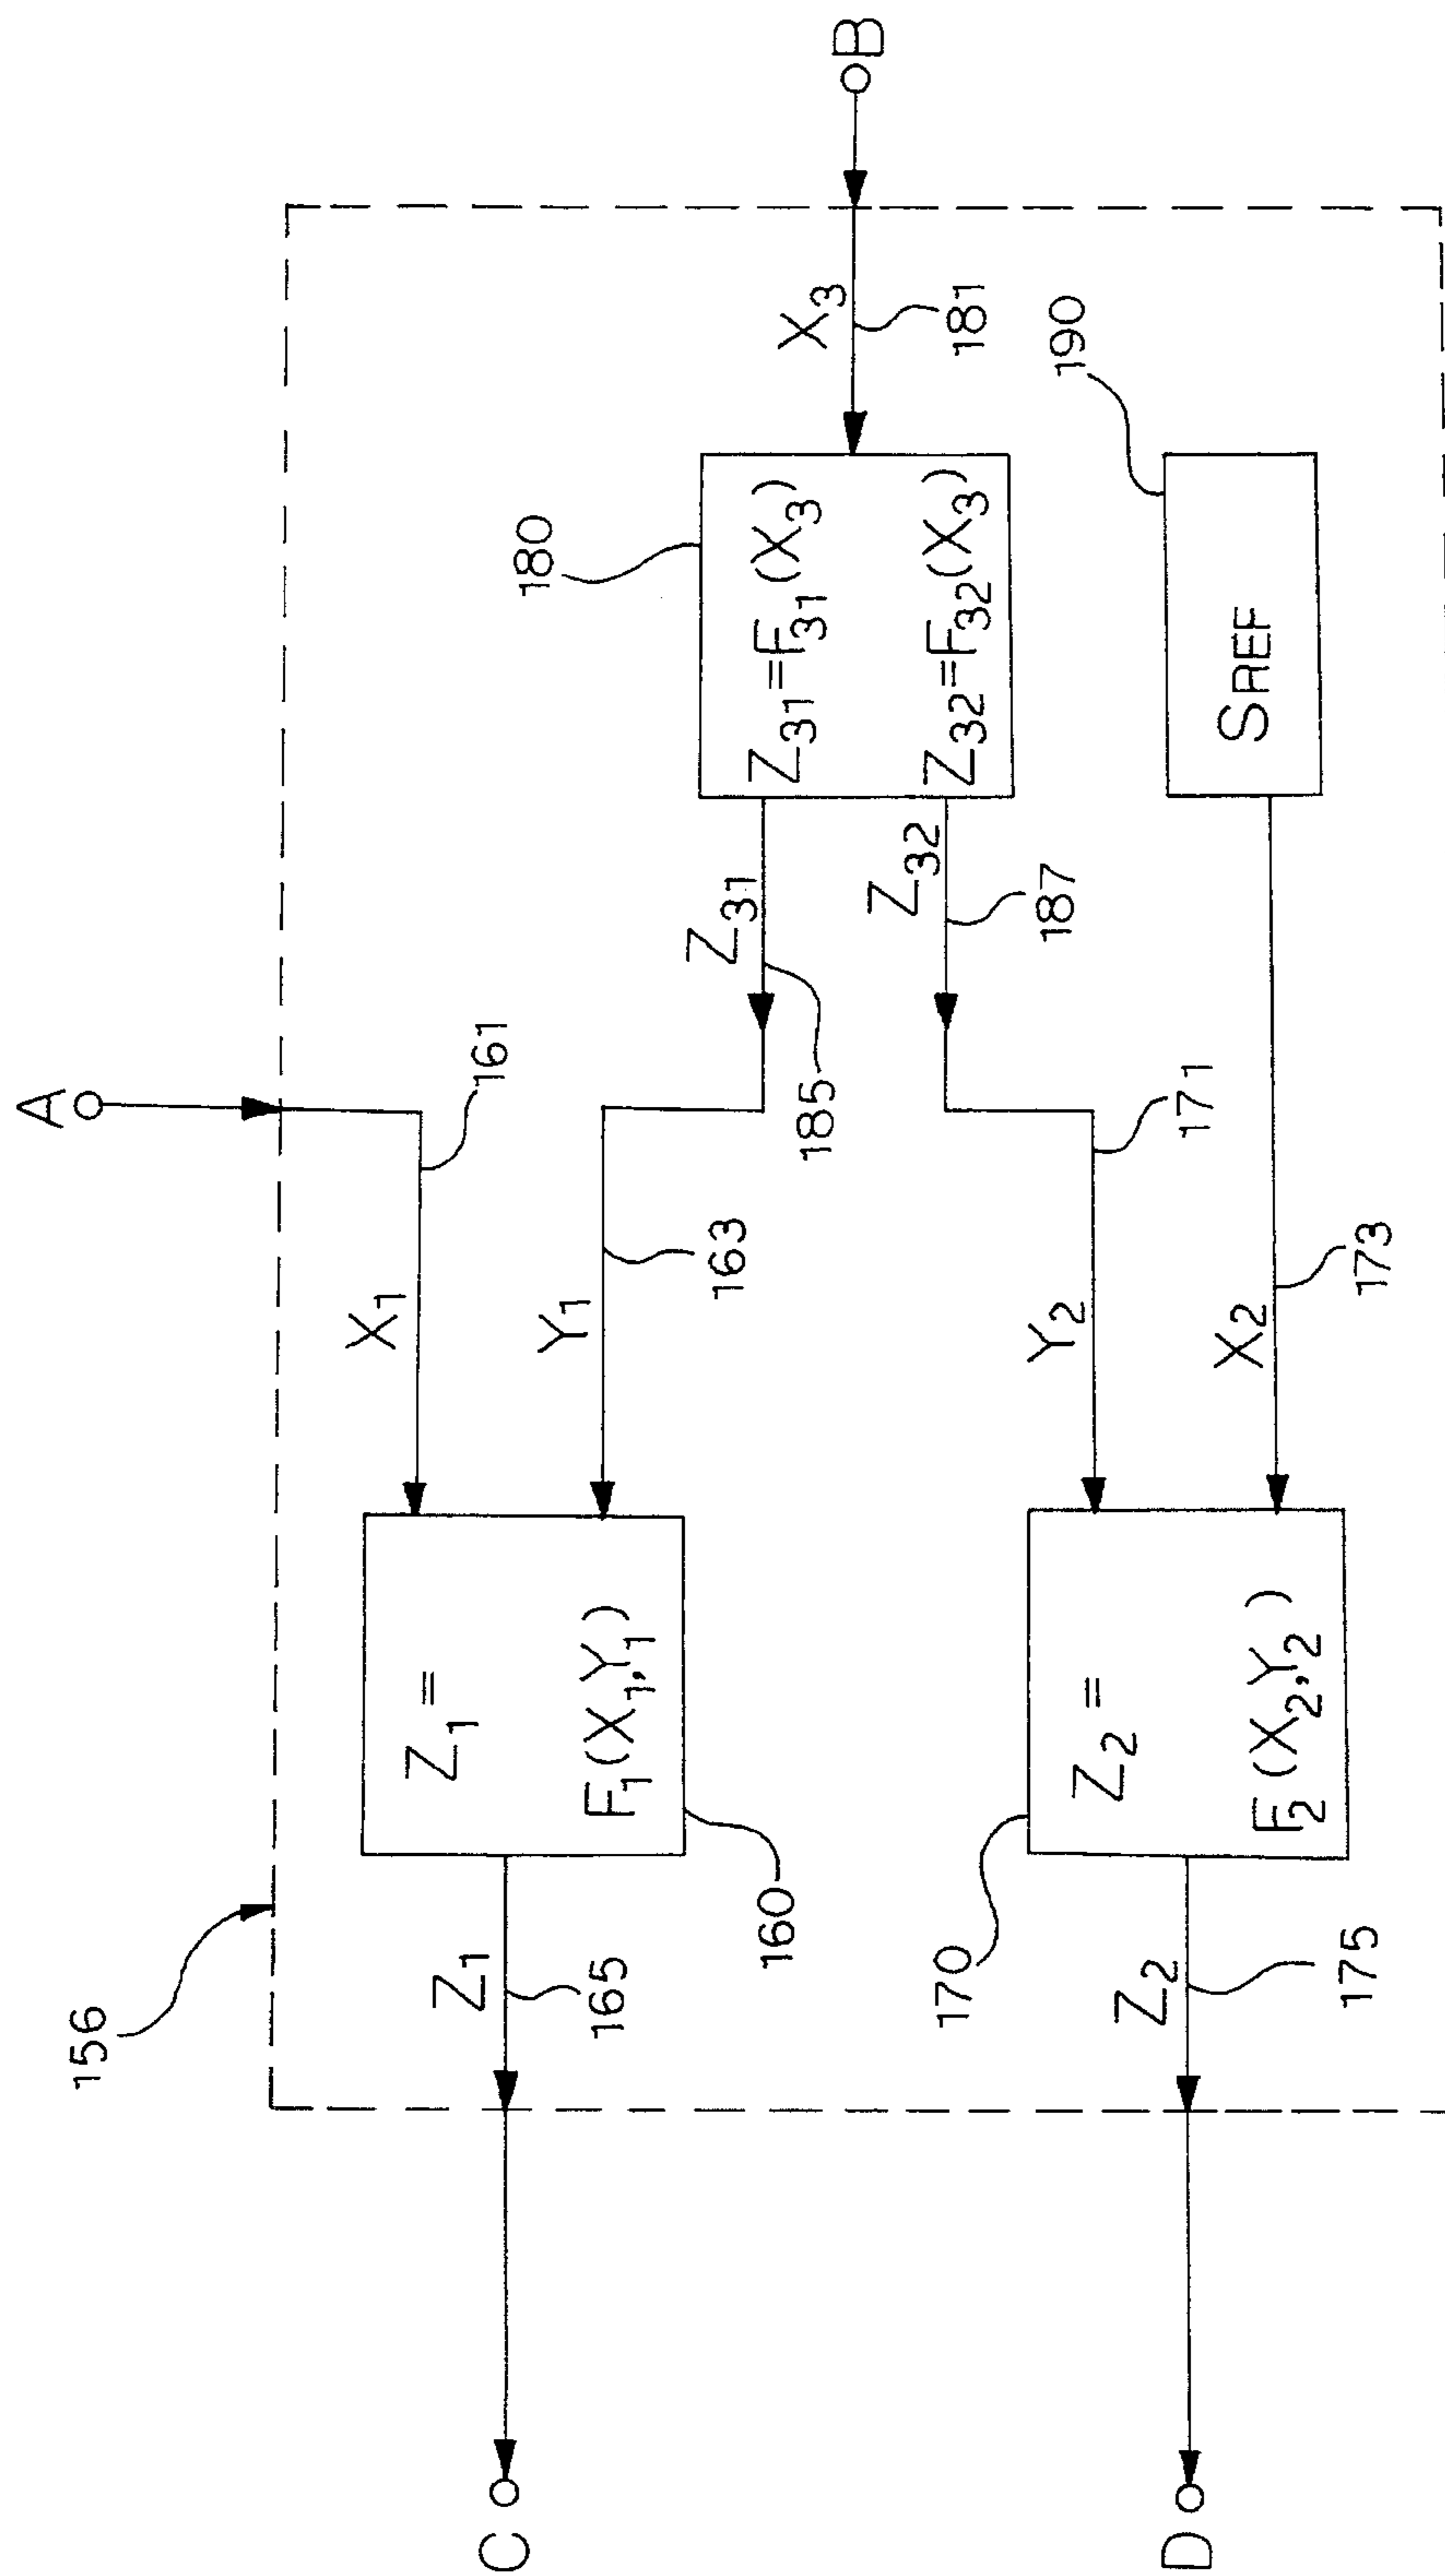 A
B
156
161
X₁
Z₁ =
F₁(X₁,Y₁)
160
Z₁
165
C
Y₁
163
Z₃₁
185
180
Z₃₁=F₃₁(X₃)
Z₃₂=F₃₂(X₃)
X₃
181
Z₃₂
187
171
Y₂
190
SREF
X₂
173
170
Z₂ =
F₂(X₂,Y₂)
Z₂
175
D